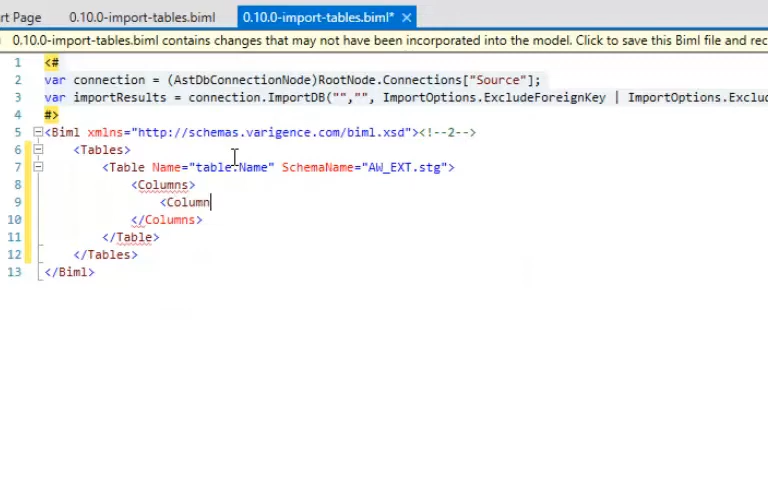 rt Page 0.10.0-import-tables.biml 0.10.0-import-tables.biml*
0.10.0-import-tables.biml contains changes that may not have been incorporated into the model. Click to save this Biml file and rec
1 <#
2 var connection = (AstDbConnectionNode)RootNode.Connections["Source"];
3 var importResults = connection.ImportDB("","", ImportOptions.ExcludeForeignKey | ImportOptions.Exclud
4 #>
5 <Biml xmlns="http://schemas.varigence.com/biml.xsd"><!--2-->
6 <Tables>
7 <Table Name="table.Name" SchemaName="AW_EXT.stg">
8 <Columns>
9 <Column
10 </Columns>
11 </Table>
12 </Tables>
13 </Biml>